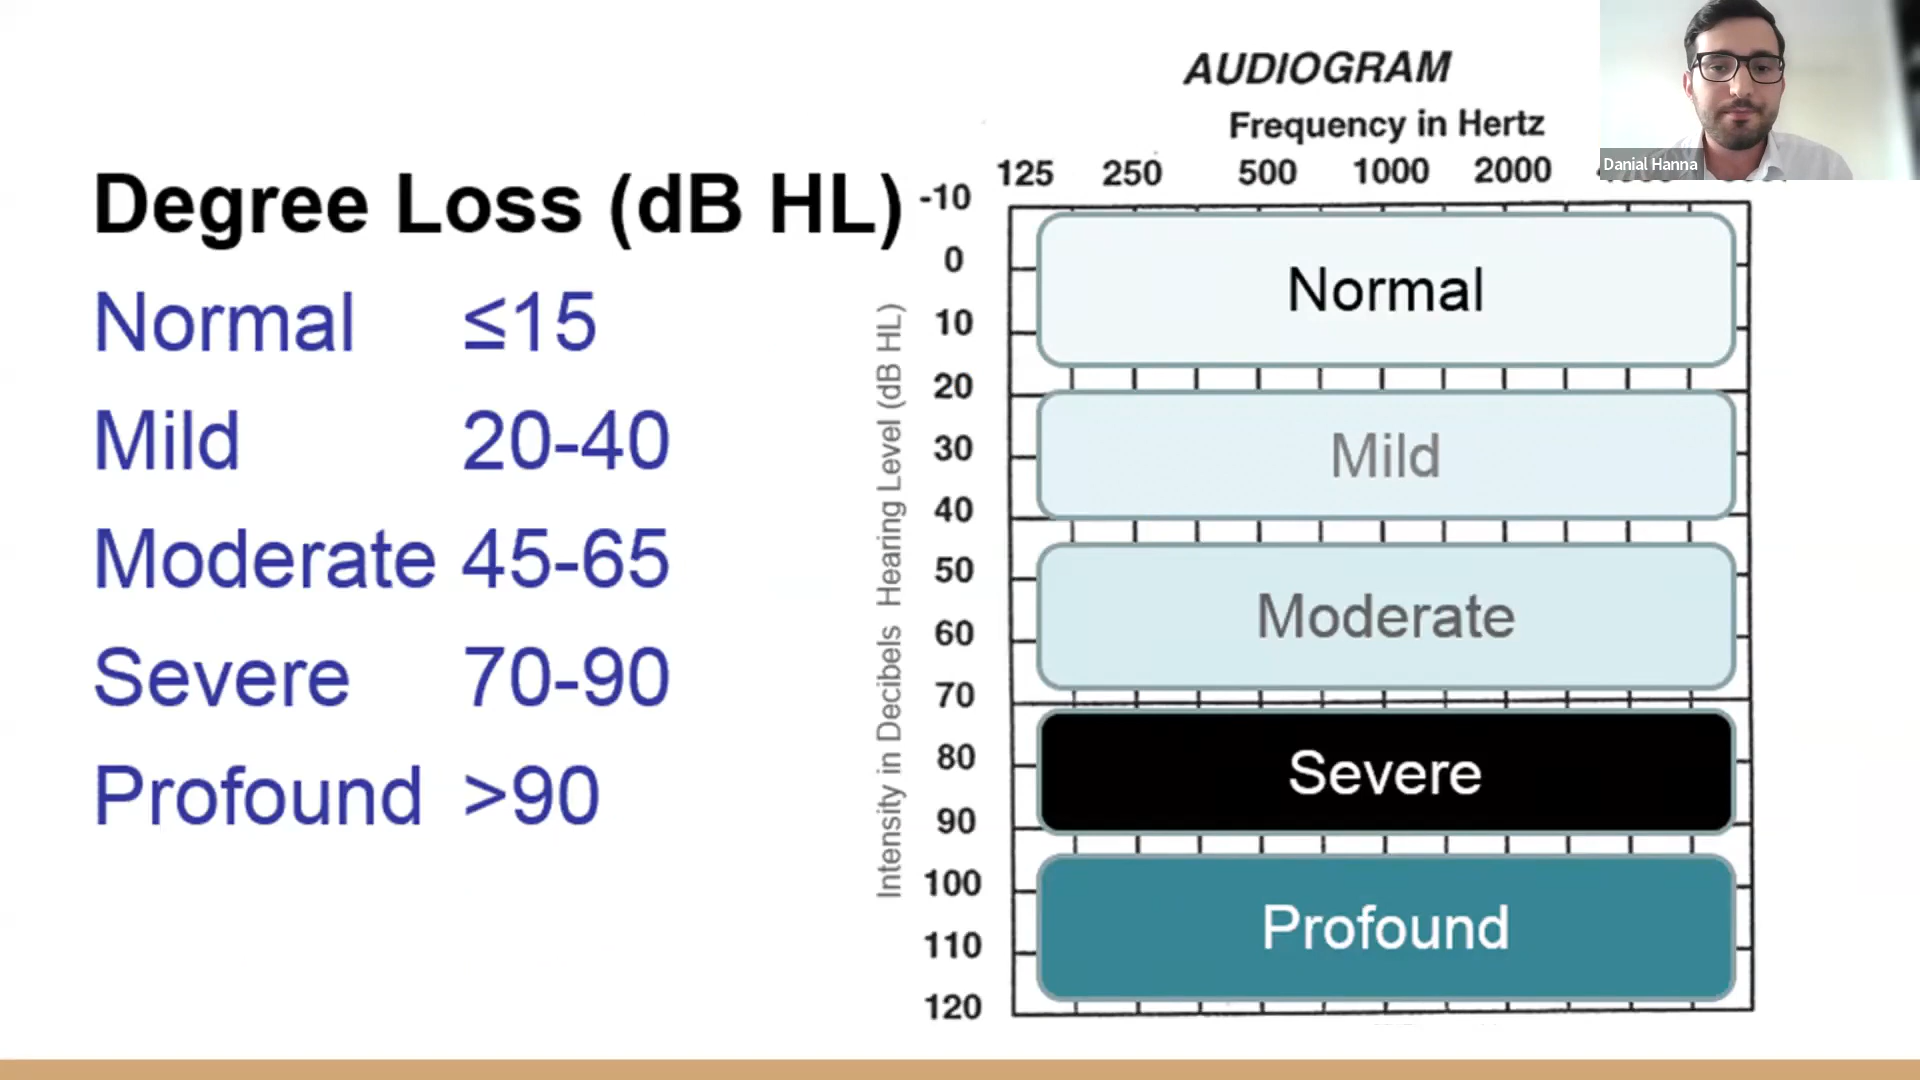 Degree Loss (dB HL)
Normal ≤15
Mild 20-40
Moderate 45-65
Severe 70-90
Profound >90
AUDIOGRAM
Frequency in Hertz
125 250 500 1000 2000
-10
0
10
20
30
40
50
60
70
80
90
100
110
120
Intensity in Decibels Hearing Level (dB HL)
Normal
Mild
Moderate
Severe
Profound
Danial Hanna